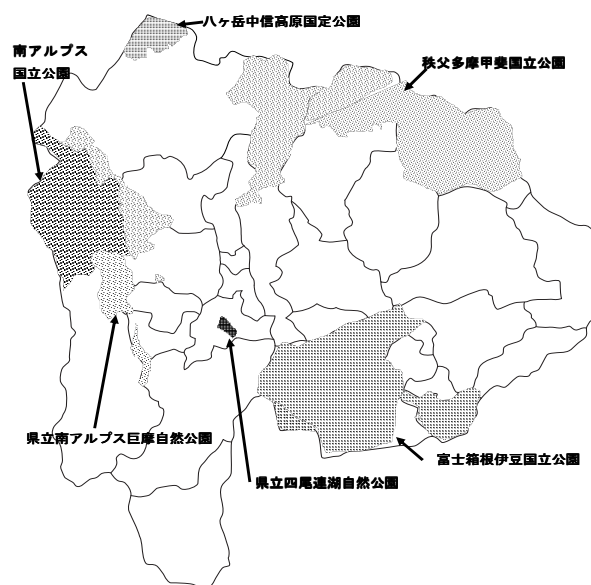 八ヶ岳中信高原国定公園
南アルプス
国立公園
秩父多摩甲斐国立公園
県立南アルプス巨摩自然公園
富士箱根伊豆国立公園
県立四尾連湖自然公園